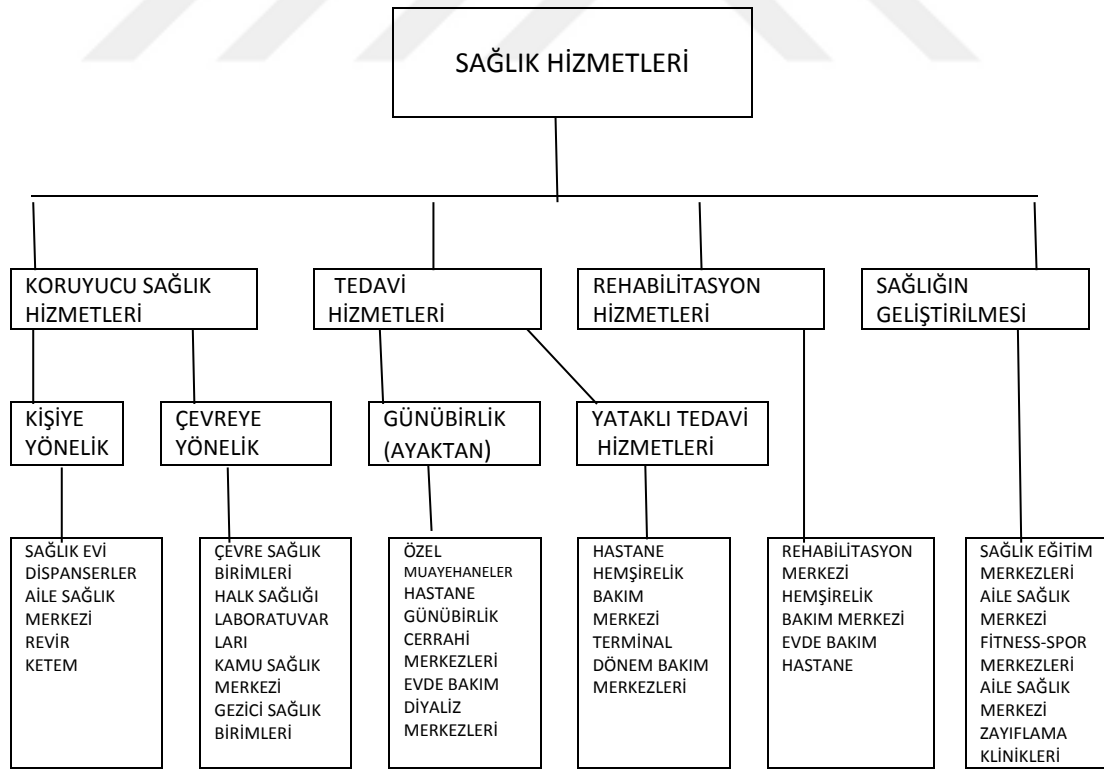 SAĞLIK HİZMETLERİ
KORUYUCU SAĞLIK
HİZMETLERİ
TEDAVİ
HİZMETLERİ
REHABİLİTASYON
HİZMETLERİ
SAĞLIĞIN
GELİŞTİRİLMESİ
KİŞİYE
YÖNELİK
ÇEVREYE
YÖNELİK
GÜNÜBİRLİK
(AYAKTAN)
YATAKLI TEDAVİ
HİZMETLERİ
SAĞLIK EVİ
DİSPANSERLER
AİLE SAĞLIK
MERKEZİ
REVİR
KETEM
ÇEVRE SAĞLIK
BİRİMLERİ
HALK SAĞLIĞI
LABORATUVAR
LARI
KAMU SAĞLIK
MERKEZİ
GEZİCİ SAĞLIK
BİRİMLERİ
ÖZEL
MUAYEHANELER
HASTANE
GÜNÜBİRLİK
CERRAHİ
MERKEZLERİ
EVDE BAKIM
DİYALİZ
MERKEZLERİ
HASTANE
HEMŞİRELİK
BAKIM
MERKEZİ
TERMİNAL
DÖNEM BAKIM
MERKEZLERİ
REHABİLİTASYON
MERKEZİ
HEMŞİRELİK
BAKIM MERKEZİ
EVDE BAKIM
HASTANE
SAĞLIK EĞİTİM
MERKEZLERİ
AİLE SAĞLIK
MERKEZİ
FİTNESS-SPOR
MERKEZLERİ
AİLE SAĞLIK
MERKEZİ
ZAYIFLAMA
KLİNİKLERİ